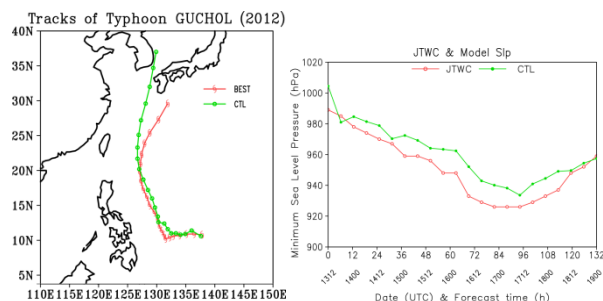 Tracks of Typhoon GUCHOL (2012)
40N
35N
30N
25N
20N
15N
10N
5N
110E 115E 120E 125E 130E 135E 140E 145E 150E
BEST
CTL
JTWC & Model Slp
JTWC CTL
Minimum Sea Level Pressure (hPa)
1020
1000
980
960
940
920
900
0 12 24 36 48 60 72 84 96 108 120 132
1312 1400 1412 1500 1512 1600 1612 1700 1712 1800 1812 1900
Date (UTC) & Forecast time (h)